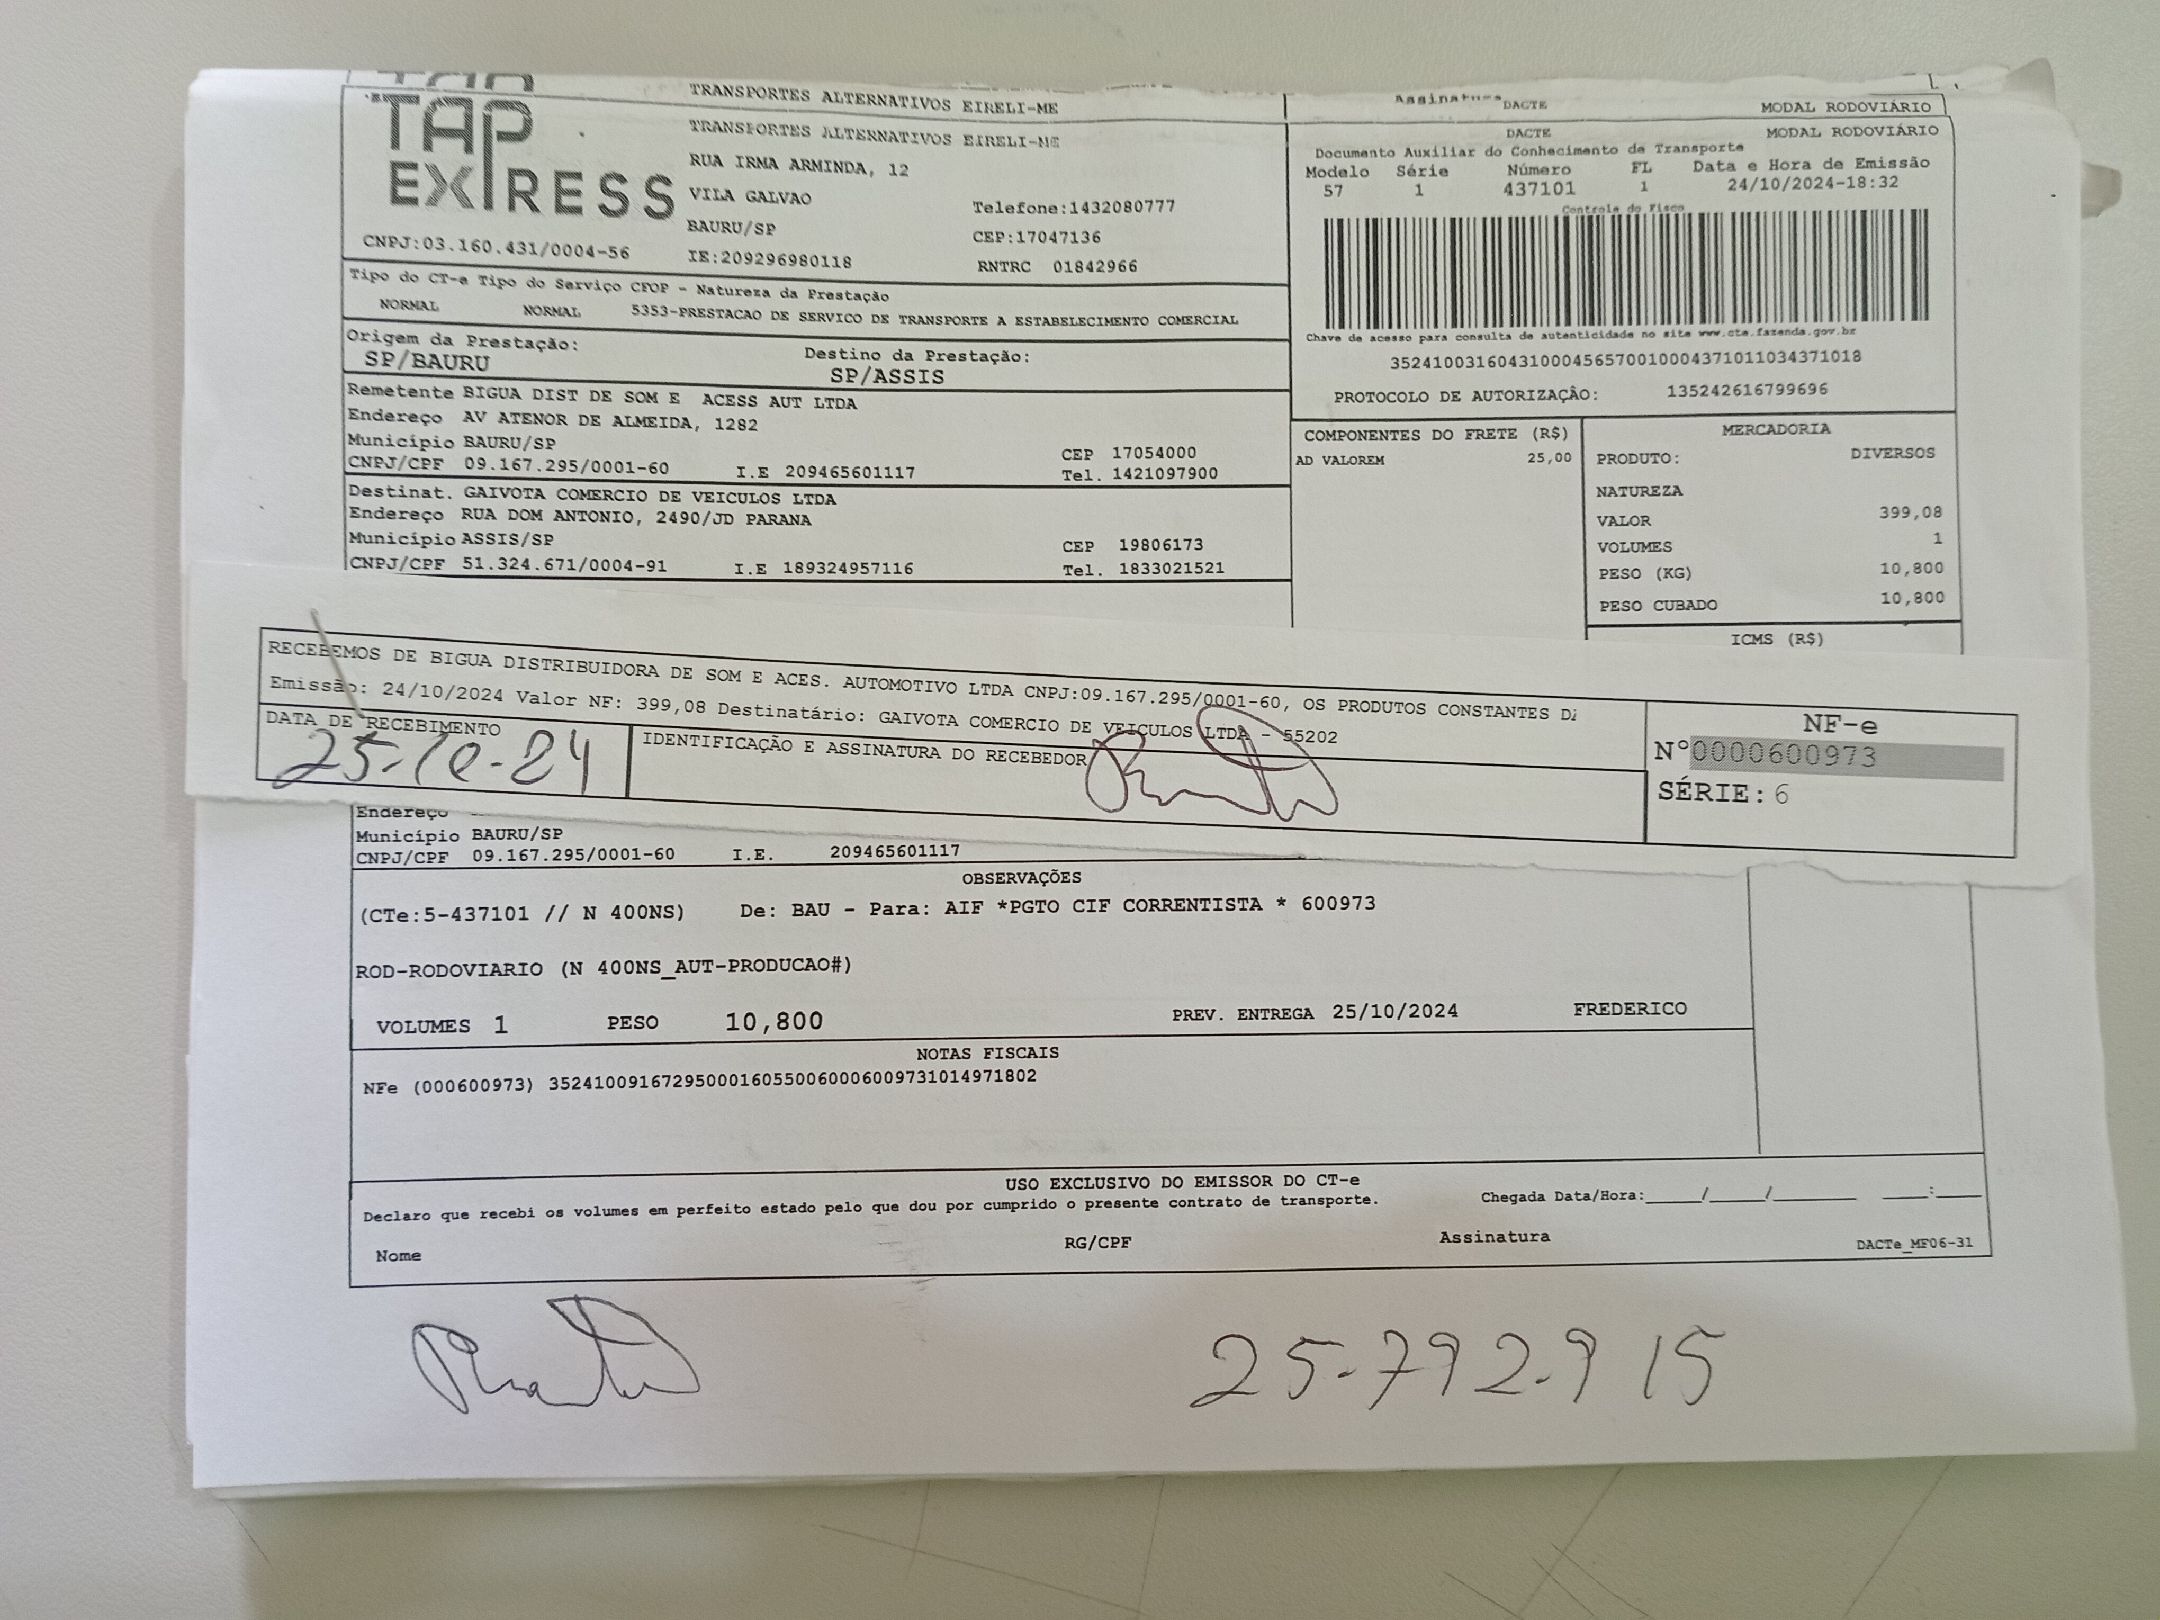 TAP
EXPRESS
TRANSPORTES ALTERNATIVOS EIRELI-ME
TRANSPORTES ALTERNATIVOS EIRELI-ME
RUA IRMA ARMINDA, 12
VILA GALVAO
BAURU/SP Telefone:1432080777
CEP:17047136
CNPJ:03.160.431/0004-56 IE:209296980118 RNTRC 01842966
Assinatura DACTE MODAL RODOVIÁRIO
DACTE MODAL RODOVIÁRIO
Documento Auxiliar do Conhecimento de Transporte
Modelo Série Número FL Data e Hora de Emissão
57 1 437101 1 24/10/2024-18:32
Controle do Fisco
Chave de acesso para consulta de autenticidade no site www.cte.fazenda.gov.br
35241003160431000456570010004371011034371018
PROTOCOLO DE AUTORIZAÇÃO: 135242616799696
Tipo do CT-e Tipo do Serviço CFOP - Natureza da Prestação
NORMAL NORMAL 5353-PRESTACAO DE SERVICO DE TRANSPORTE A ESTABELECIMENTO COMERCIAL
Origem da Prestação: Destino da Prestação:
SP/BAURU SP/ASSIS
Remetente BIGUA DIST DE SOM E ACESS AUT LTDA
Endereço AV ATENOR DE ALMEIDA, 1282
Município BAURU/SP CEP 17054000
CNPJ/CPF 09.167.295/0001-60 I.E 209465601117 Tel. 1421097900
Destinat. GAIVOTA COMERCIO DE VEICULOS LTDA
Endereço RUA DOM ANTONIO, 2490/JD PARANA
Município ASSIS/SP CEP 19806173
CNPJ/CPF 51.324.671/0004-91 I.E 189324957116 Tel. 1833021521
COMPONENTES DO FRETE (R$)
AD VALOREM 25,00
MERCADORIA
PRODUTO: DIVERSOS
NATUREZA
VALOR 399,08
VOLUMES 1
PESO (KG) 10,800
PESO CUBADO 10,800
ICMS (R$)
RECEBEMOS DE BIGUA DISTRIBUIDORA DE SOM E ACES. AUTOMOTIVO LTDA CNPJ:09.167.295/0001-60, OS PRODUTOS CONSTANTES
Emissão: 24/10/2024 Valor NF: 399,08 Destinatário: GAIVOTA COMERCIO DE VEICULOS LTDA - 55202
DATA DE RECEBIMENTO IDENTIFICAÇÃO E ASSINATURA DO RECEBEDOR
25-10-24
NF-e
N°0000600973
SÉRIE: 6
Endereço
Município BAURU/SP
CNPJ/CPF 09.167.295/0001-60 I.E. 209465601117
OBSERVAÇÕES
(CTe:5-437101 // N 400NS) De: BAU - Para: AIF *PGTO CIF CORRENTISTA * 600973
ROD-RODOVIARIO (N 400NS_AUT-PRODUCAO#)
VOLUMES 1 PESO 10,800 PREV. ENTREGA 25/10/2024 FREDERICO
NOTAS FISCAIS
NFe (000600973) 35241009167295000160550060006009731014971802
USO EXCLUSIVO DO EMISSOR DO CT-e
Declaro que recebi os volumes em perfeito estado pelo que dou por cumprido o presente contrato de transporte. Chegada Data/Hora:_____/_____/_______ ____:____
Nome RG/CPF Assinatura DACTe_MF06-31
25-792.915